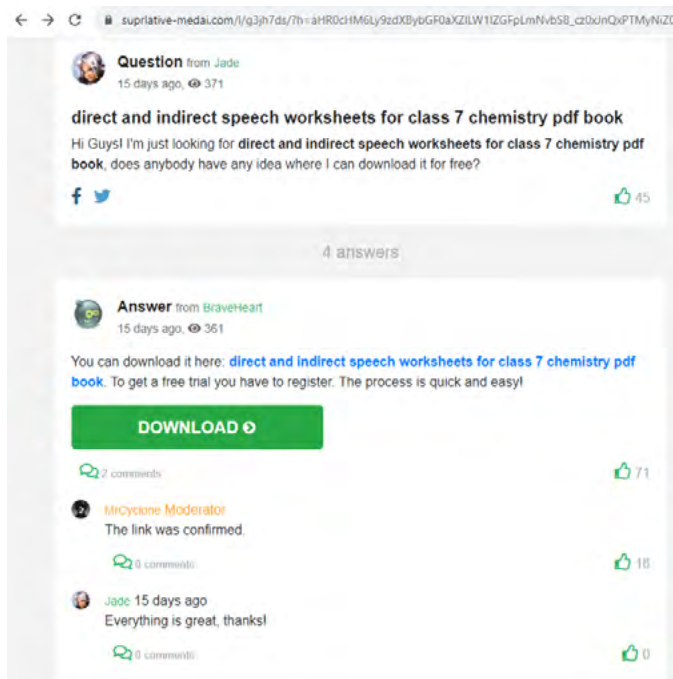 suprlative-medai.com/l/g3jh7ds/?h=
Question from Jade
15 days ago, 371
direct and indirect speech worksheets for class 7 chemistry pdf book
Hi Guys! I'm just looking for direct and indirect speech worksheets for class 7 chemistry pdf
book, does anybody have any idea where I can download it for free?
45
4 answers
Answer from BraveHeart
15 days ago, 361
You can download it here: direct and indirect speech worksheets for class 7 chemistry pdf
book. To get a free trial you have to register. The process is quick and easy!
DOWNLOAD
2 comments 71
MrCyclone Moderator
The link was confirmed.
0 comments 16
Jade 15 days ago
Everything is great, thanks!
0 comments 0